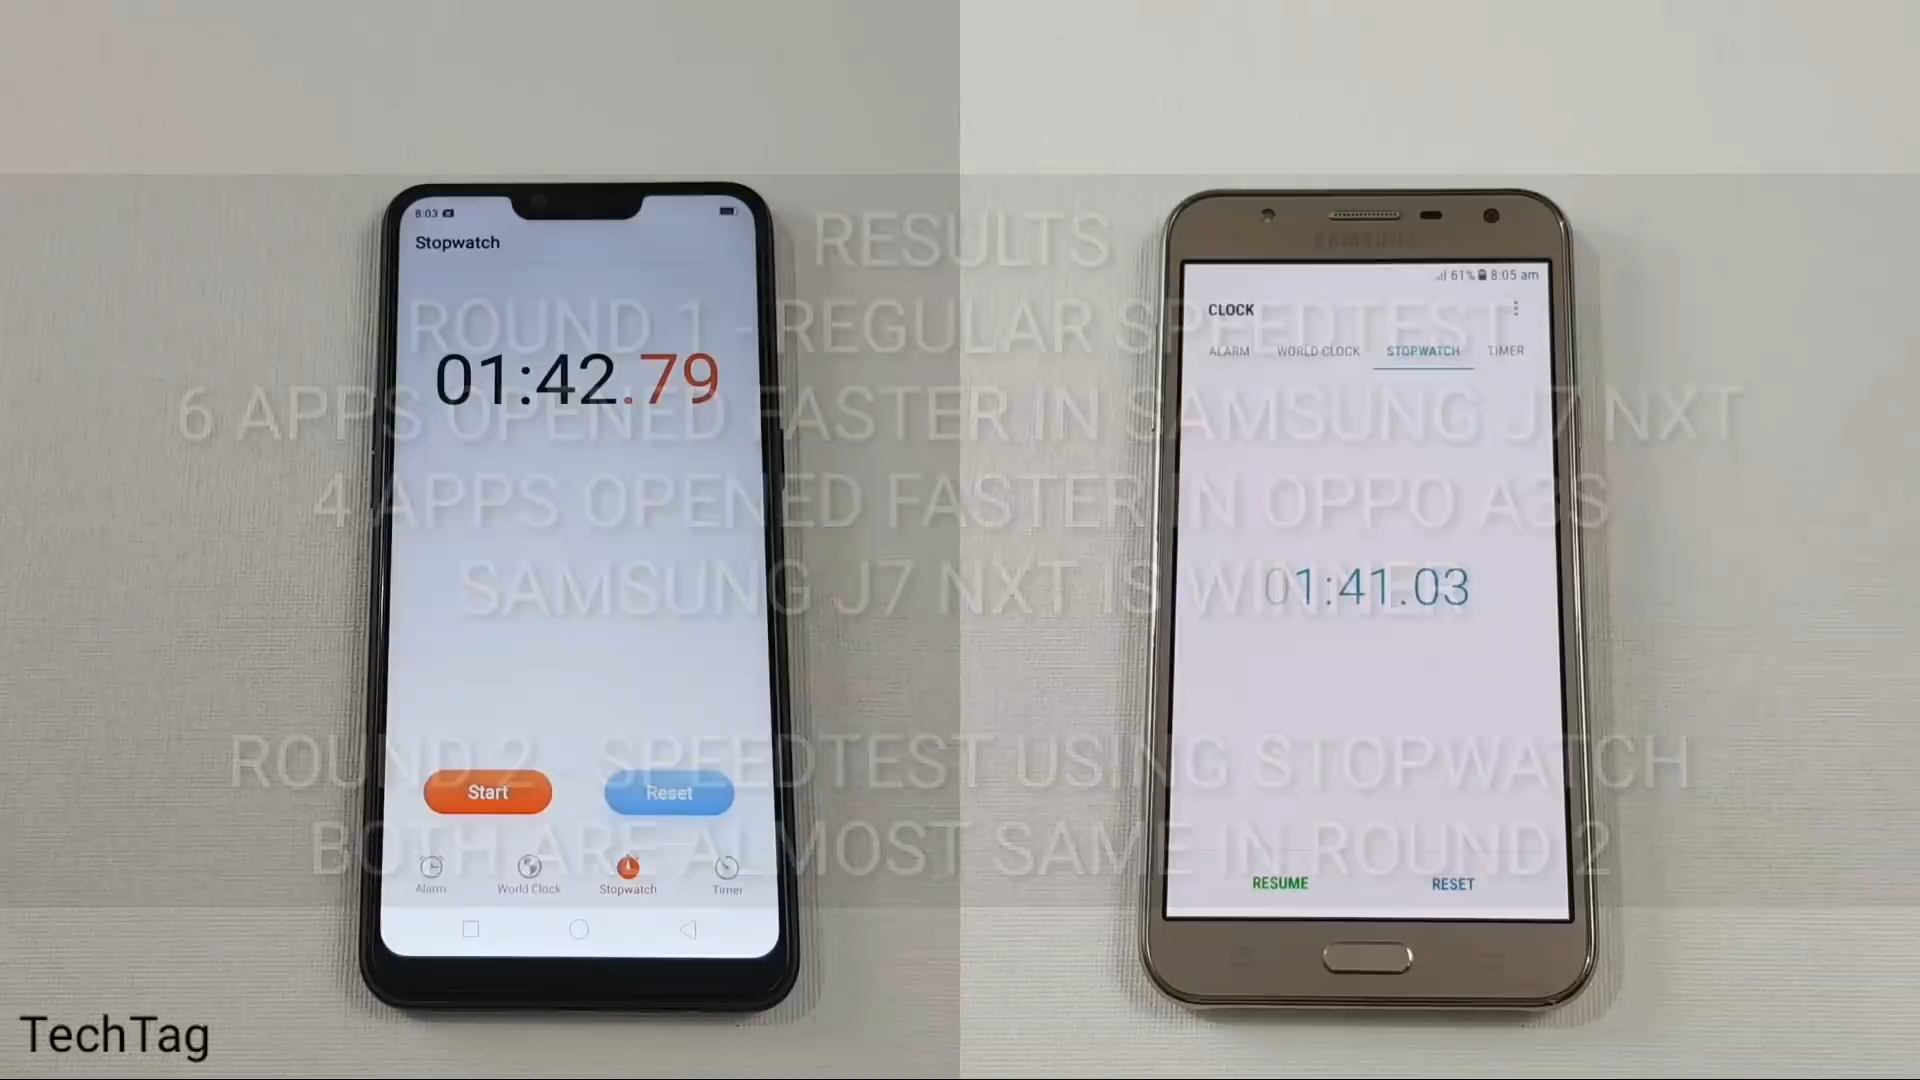 RESULTS
ROUND 1 - REGULAR SPEEDTEST
6 APPS OPENED FASTER IN SAMSUNG J7 NXT
4 APPS OPENED FASTER IN OPPO A3S
SAMSUNG J7 NXT IS WINNER
ROUND 2 - SPEEDTEST USING STOPWATCH
BOTH ARE ALMOST SAME IN ROUND 2
8:03
Stopwatch
01:42.79
Start
Reset
Alarm
World Clock
Stopwatch
Timer
SAMSUNG
61% 8:05 am
CLOCK
ALARM WORLD CLOCK STOPWATCH TIMER
01:41.03
RESUME RESET
TechTag